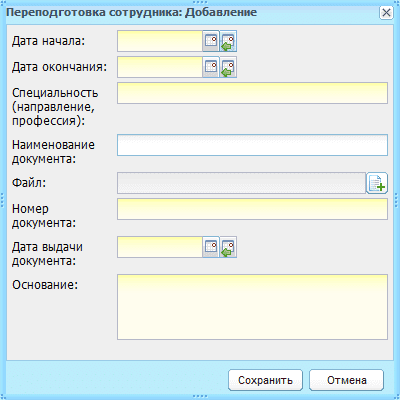 Переподготовка сотрудника: Добавление
Дата начала:
Дата окончания:
Специальность
(направление,
профессия):
Наименование
документа:
Файл:
Номер
документа:
Дата выдачи
документа:
Основание:
Сохранить
Отмена